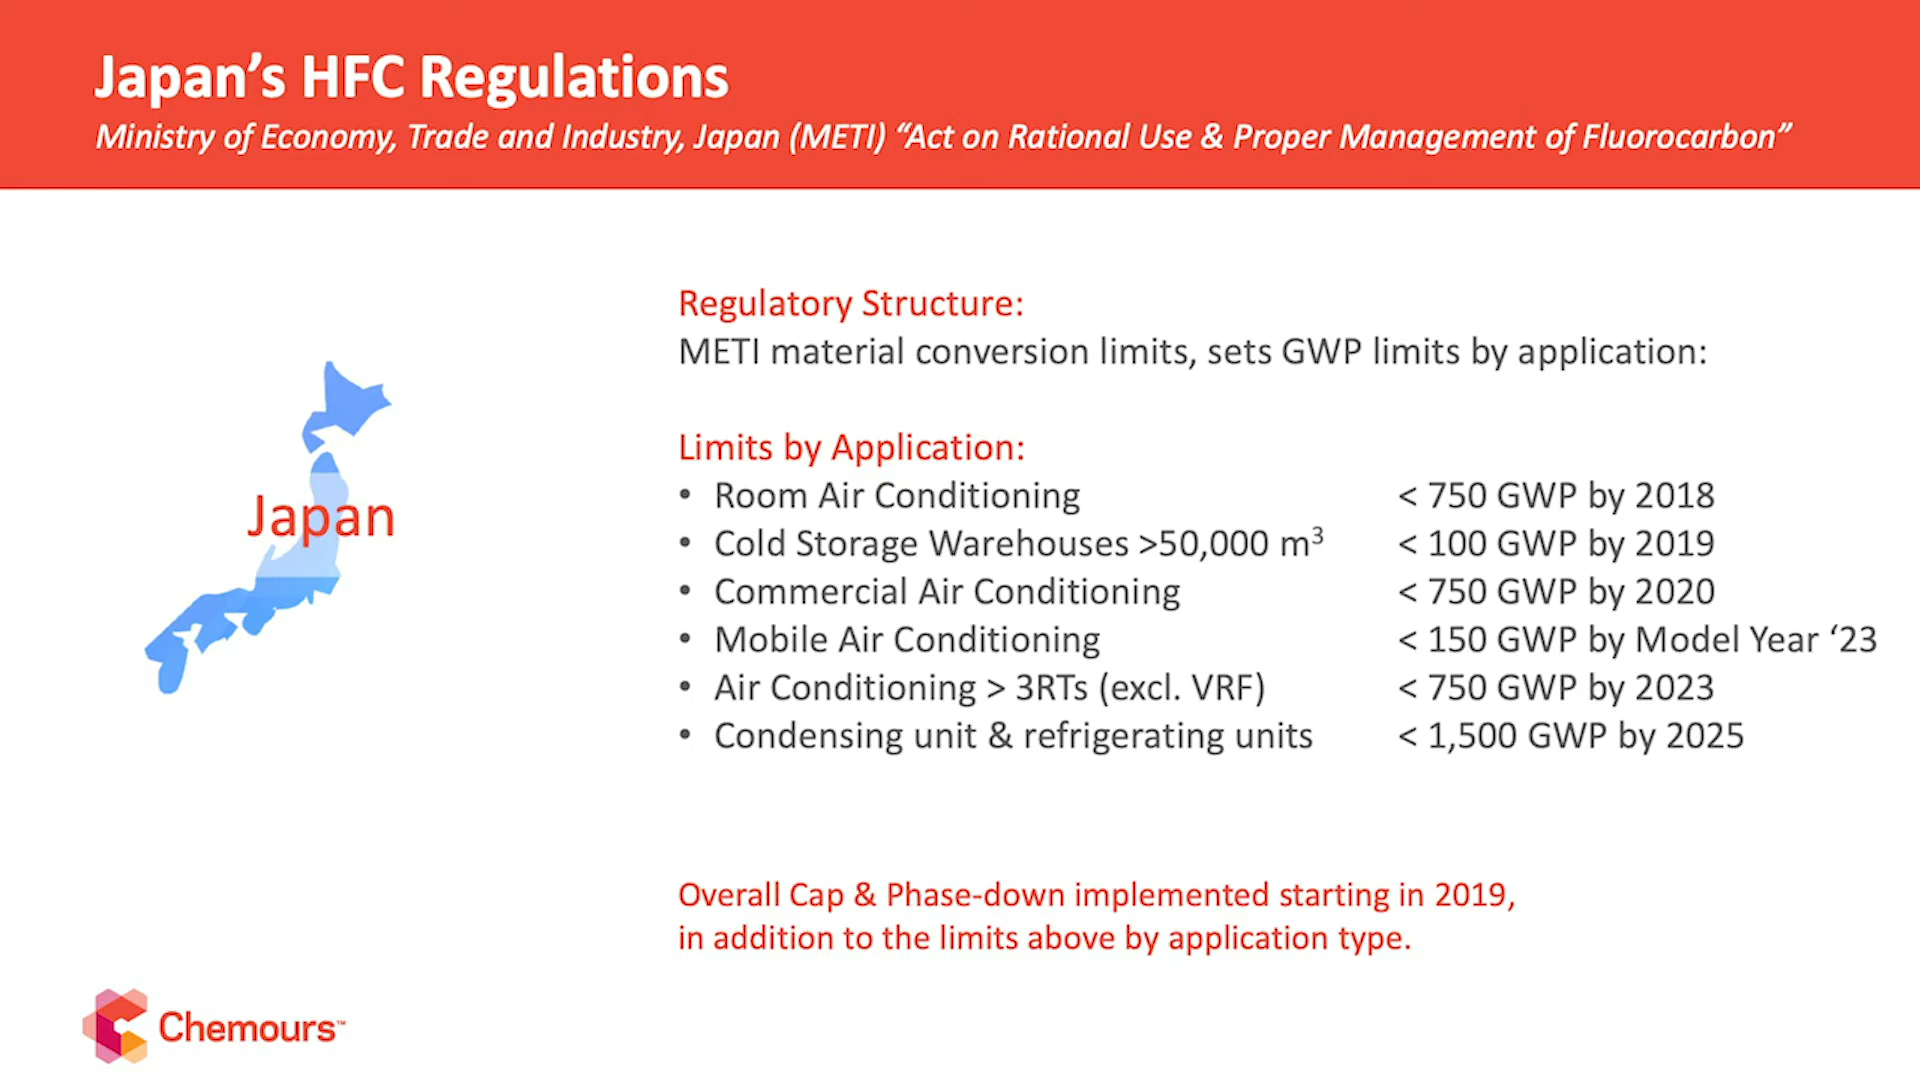 Japan’s HFC Regulations
Ministry of Economy, Trade and Industry, Japan (METI) “Act on Rational Use & Proper Management of Fluorocarbon”
Japan
Regulatory Structure:
METI material conversion limits, sets GWP limits by application:
Limits by Application:
• Room Air Conditioning < 750 GWP by 2018
• Cold Storage Warehouses >50,000 m³ < 100 GWP by 2019
• Commercial Air Conditioning < 750 GWP by 2020
• Mobile Air Conditioning < 150 GWP by Model Year ‘23
• Air Conditioning > 3RTs (excl. VRF) < 750 GWP by 2023
• Condensing unit & refrigerating units < 1,500 GWP by 2025
Overall Cap & Phase-down implemented starting in 2019,
in addition to the limits above by application type.
Chemours™